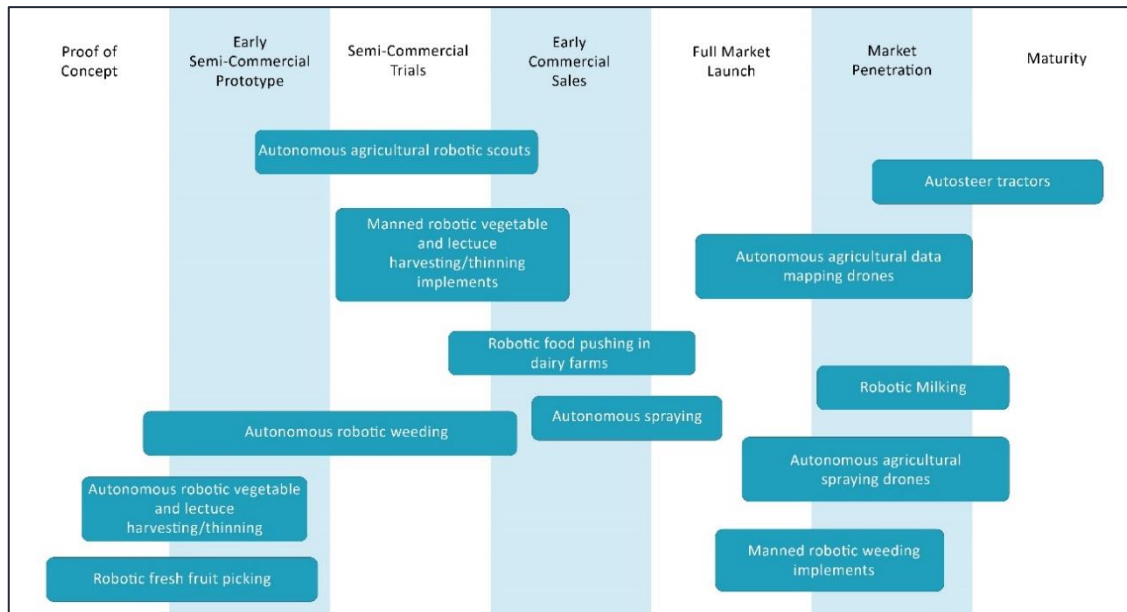 Proof of
Concept
Early
Semi-Commercial
Prototype
Semi-Commercial
Trials
Early
Commercial
Sales
Full Market
Launch
Market
Penetration
Maturity
Autonomous agricultural robotic scouts
Autosteer tractors
Manned robotic vegetable
and lectuce
harvesting/thinning
implements
Autonomous agricultural data
mapping drones
Robotic food pushing in
dairy farms
Robotic Milking
Autonomous spraying
Autonomous robotic weeding
Autonomous agricultural
spraying drones
Autonomous robotic vegetable
and lectuce
harvesting/thinning
Manned robotic weeding
implements
Robotic fresh fruit picking